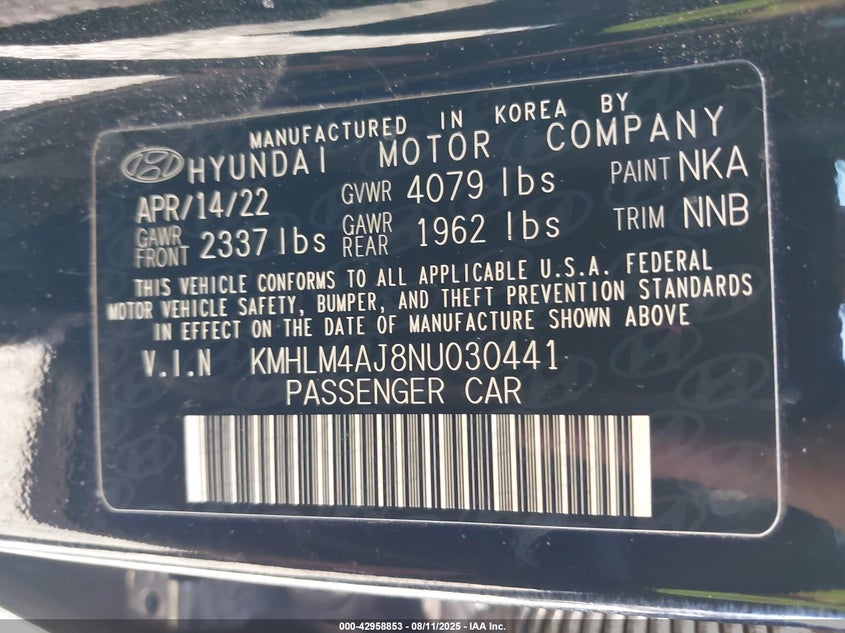 MANUFACTURED IN KOREA BY
HYUNDAI MOTOR COMPANY
APR/14/22 GVWR 4079 lbs PAINT NKA
GAWR FRONT 2337 lbs GAWR REAR 1962 lbs TRIM NNB
THIS VEHICLE CONFORMS TO ALL APPLICABLE U.S.A. FEDERAL
MOTOR VEHICLE SAFETY, BUMPER, AND THEFT PREVENTION STANDARDS
IN EFFECT ON THE DATE OF MANUFACTURE SHOWN ABOVE
V.I.N KMHLM4AJ8NU030441
PASSENGER CAR
000-42958853 - 08/11/2025 - IAA Inc.